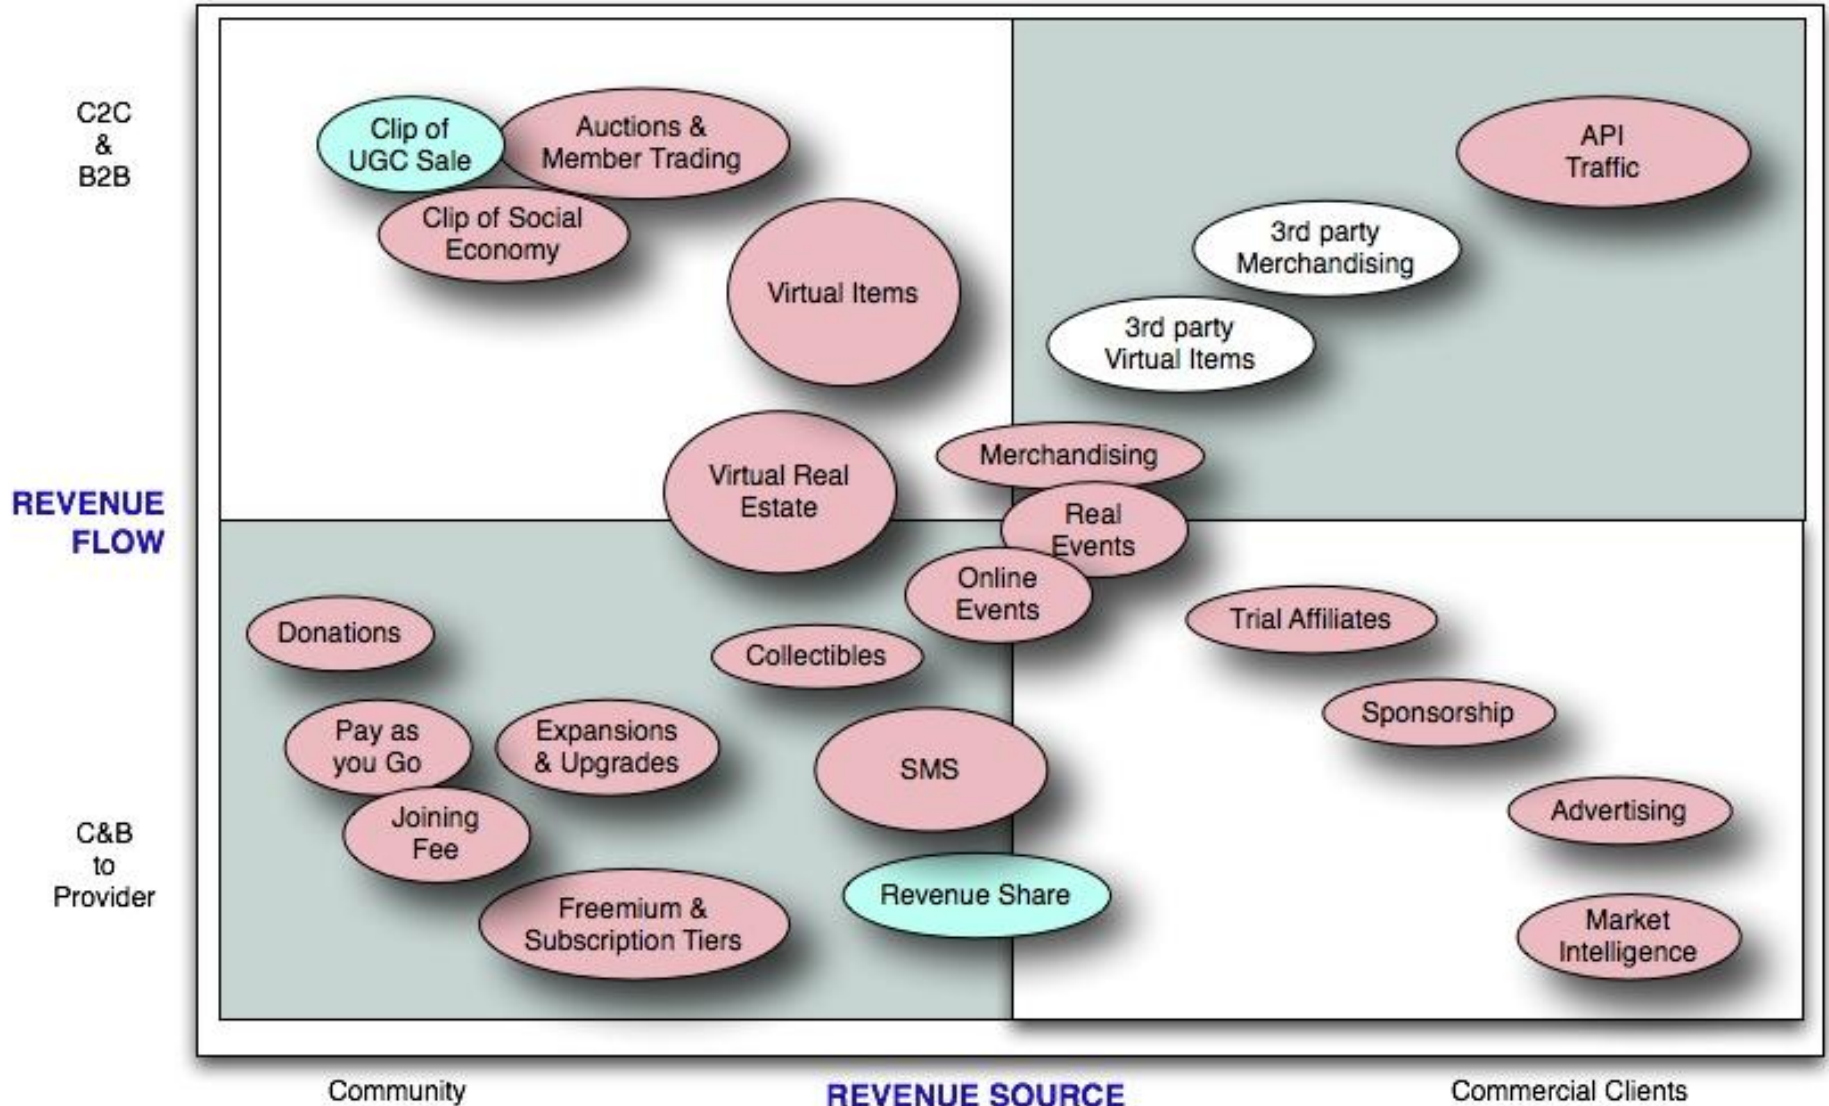 C2C
&
B2B
Clip of
UGC Sale
Auctions &
Member Trading
API
Traffic
Clip of Social
Economy
3rd party
Merchandising
Virtual Items
3rd party
Virtual Items
Merchandising
Virtual Real
Estate
REVENUE
FLOW
Real
Events
Online
Events
Donations
Trial Affiliates
Collectibles
Sponsorship
Pay as
you Go
Expansions
& Upgrades
SMS
Advertising
Joining
Fee
C&B
to
Provider
Revenue Share
Freemium &
Subscription Tiers
Market
Intelligence
Community
REVENUE SOURCE
Commercial Clients